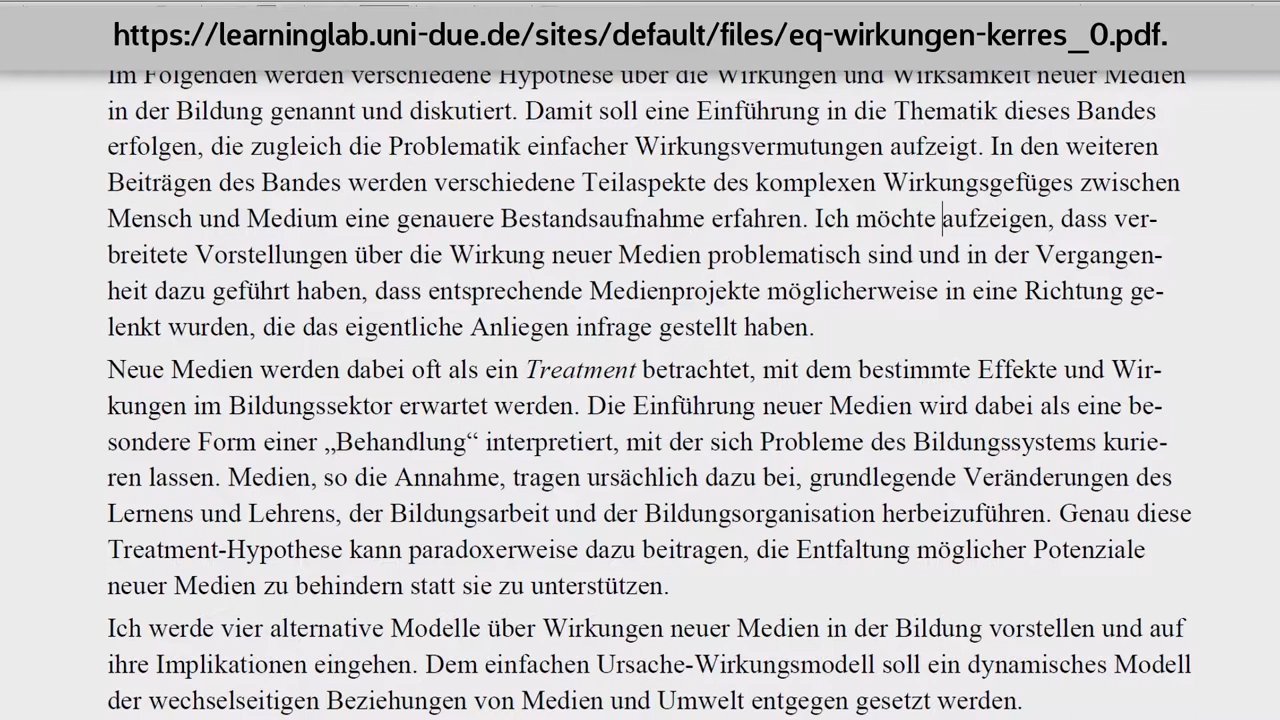 https://learninglab.uni-due.de/sites/default/files/eq-wirkungen-kerres_0.pdf.
Im Folgenden werden verschiedene Hypothese über die Wirkungen und Wirksamkeit neuer Medien
in der Bildung genannt und diskutiert. Damit soll eine Einführung in die Thematik dieses Bandes
erfolgen, die zugleich die Problematik einfacher Wirkungsvermutungen aufzeigt. In den weiteren
Beiträgen des Bandes werden verschiedene Teilaspekte des komplexen Wirkungsgefüges zwischen
Mensch und Medium eine genauere Bestandsaufnahme erfahren. Ich möchte aufzeigen, dass ver-
breitete Vorstellungen über die Wirkung neuer Medien problematisch sind und in der Vergangen-
heit dazu geführt haben, dass entsprechende Medienprojekte möglicherweise in eine Richtung ge-
lenkt wurden, die das eigentliche Anliegen infrage gestellt haben.
Neue Medien werden dabei oft als ein Treatment betrachtet, mit dem bestimmte Effekte und Wir-
kungen im Bildungssektor erwartet werden. Die Einführung neuer Medien wird dabei als eine be-
sondere Form einer „Behandlung“ interpretiert, mit der sich Probleme des Bildungssystems kurie-
ren lassen. Medien, so die Annahme, tragen ursächlich dazu bei, grundlegende Veränderungen des
Lernens und Lehrens, der Bildungsarbeit und der Bildungsorganisation herbeizuführen. Genau diese
Treatment-Hypothese kann paradoxerweise dazu beitragen, die Entfaltung möglicher Potenziale
neuer Medien zu behindern statt sie zu unterstützen.
Ich werde vier alternative Modelle über Wirkungen neuer Medien in der Bildung vorstellen und auf
ihre Implikationen eingehen. Dem einfachen Ursache-Wirkungsmodell soll ein dynamisches Modell
der wechselseitigen Beziehungen von Medien und Umwelt entgegen gesetzt werden.